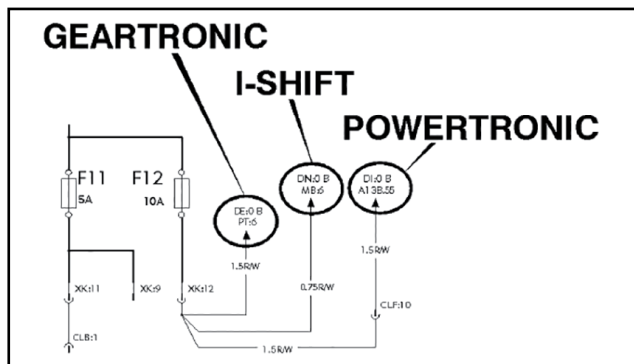 GEARTRONIC
I-SHIFT
POWERTRONIC
F11
5A
F12
10A
DE:0 B
PT:6
DN:0 B
MB:6
DI:0 B
A13B:55
1.5R/W
0.75R/W
1.5R/W
XK:11
XK:9
XK:12
CLF:10
CLB:1
1.5R/W